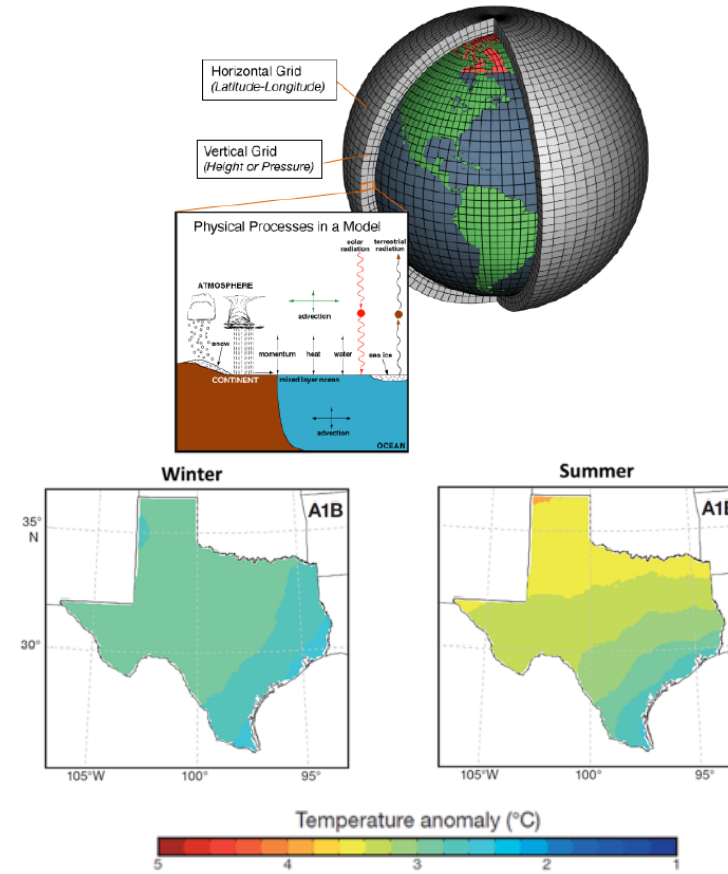 Horizontal Grid
(Latitude-Longitude)
Vertical Grid
(Height or Pressure)
Physical Processes in a Model
solar
radiation
terrestrial
radiation
ATMOSPHERE
advection
snow
momentum
heat
water
sea ice
CONTINENT
mixed layer ocean
advection
OCEAN
Winter
Summer
A1B
A1B
35°
N
30°
105°W
100°
95°
105°W
100°
95°
Temperature anomaly (°C)
5
4
3
2
1